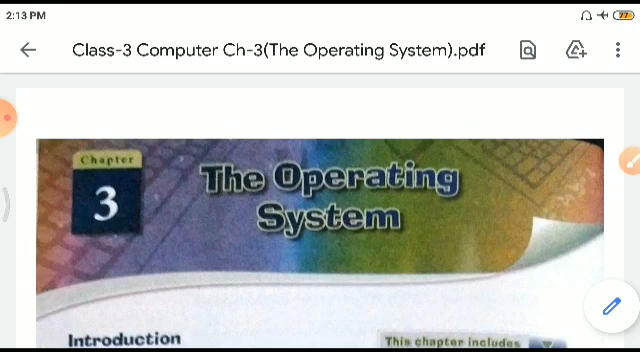 2:13 PM
77
Class-3 Computer Ch-3(The Operating System).pdf
Chapter
3
The Operating
System
Introduction
This chapter includes